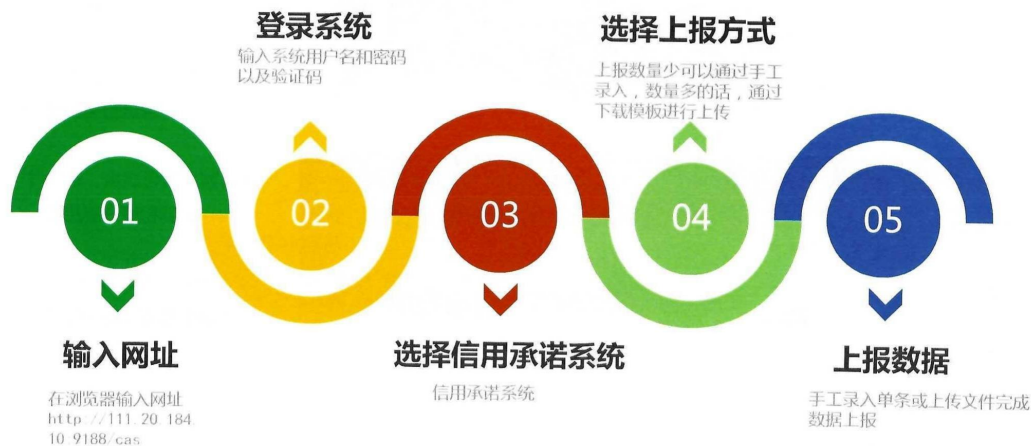 登录系统
输入系统用户名和密码
以及验证码
选择上报方式
上报数量少可以通过手工
录入，数量多的话，通过
下载模板进行上传
01
02
03
04
05
输入网址
在浏览器输入网址
http://111.20.184.
10.9188/cas
选择信用承诺系统
信用承诺系统
上报数据
手工录入单条或上传文件完成
数据上报